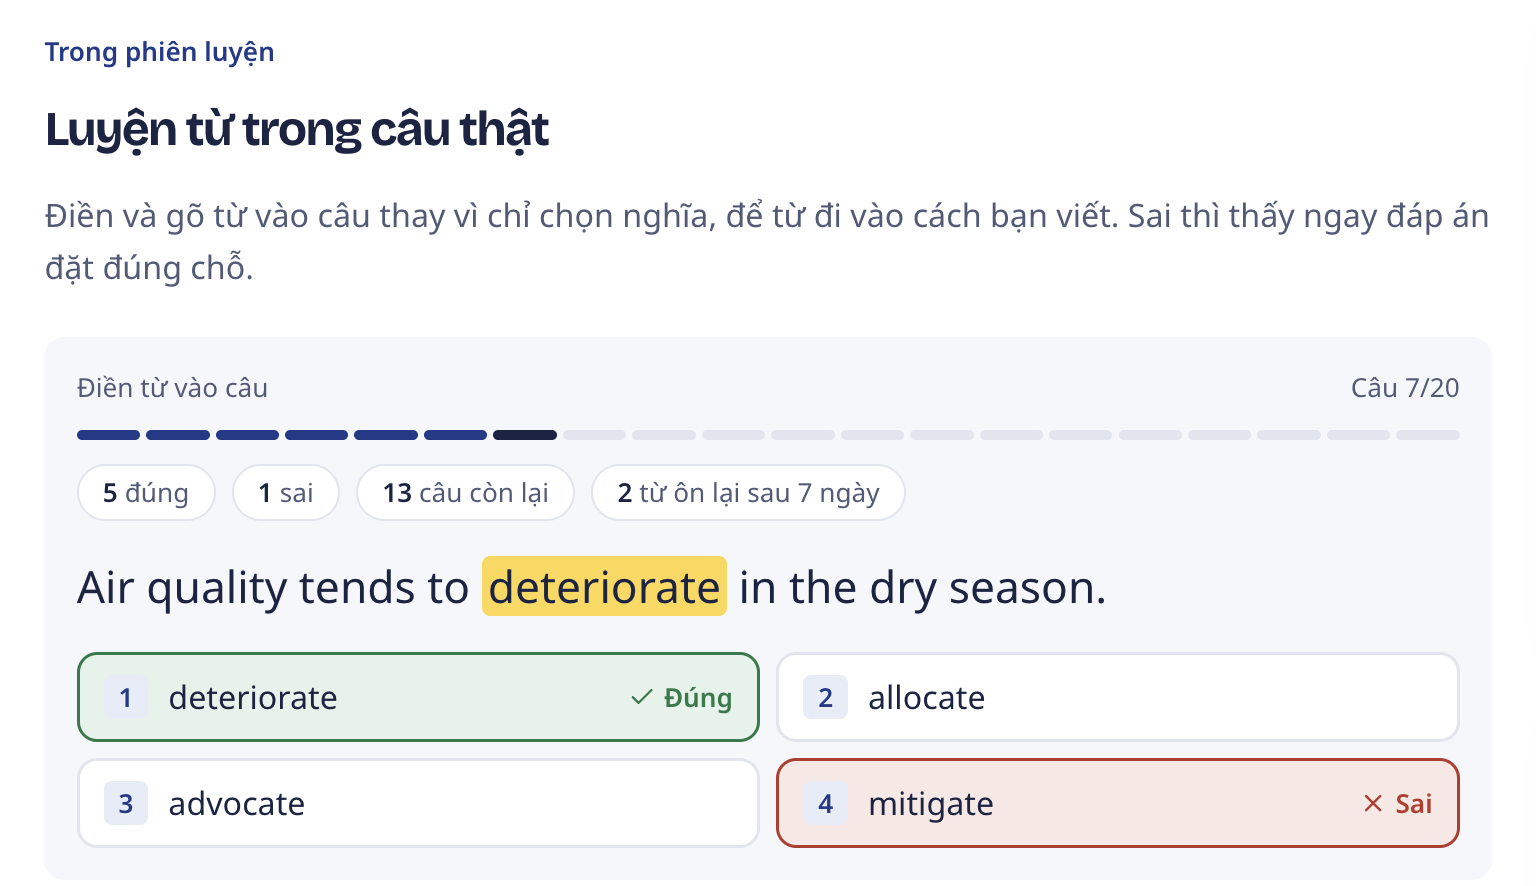 Trong phiên luyện
Luyện từ trong câu thật
Điền và gõ từ vào câu thay vì chỉ chọn nghĩa, để từ đi vào cách bạn viết. Sai thì thấy ngay đáp án
đặt đúng chỗ.
Điền từ vào câu
Câu 7/20
5 đúng
1 sai
13 câu còn lại
2 từ ôn lại sau 7 ngày
Air quality tends to deteriorate in the dry season.
1 deteriorate Đúng
2 allocate
3 advocate
4 mitigate Sai